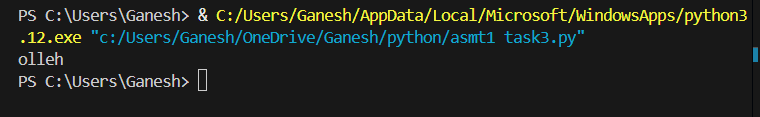 PS C:\Users\Ganesh> & C:/Users/Ganesh/AppData/Local/Microsoft/WindowsApps/python3
.12.exe "c:/Users/Ganesh/OneDrive/Ganesh/python/asmt1 task3.py"
olleh
PS C:\Users\Ganesh>